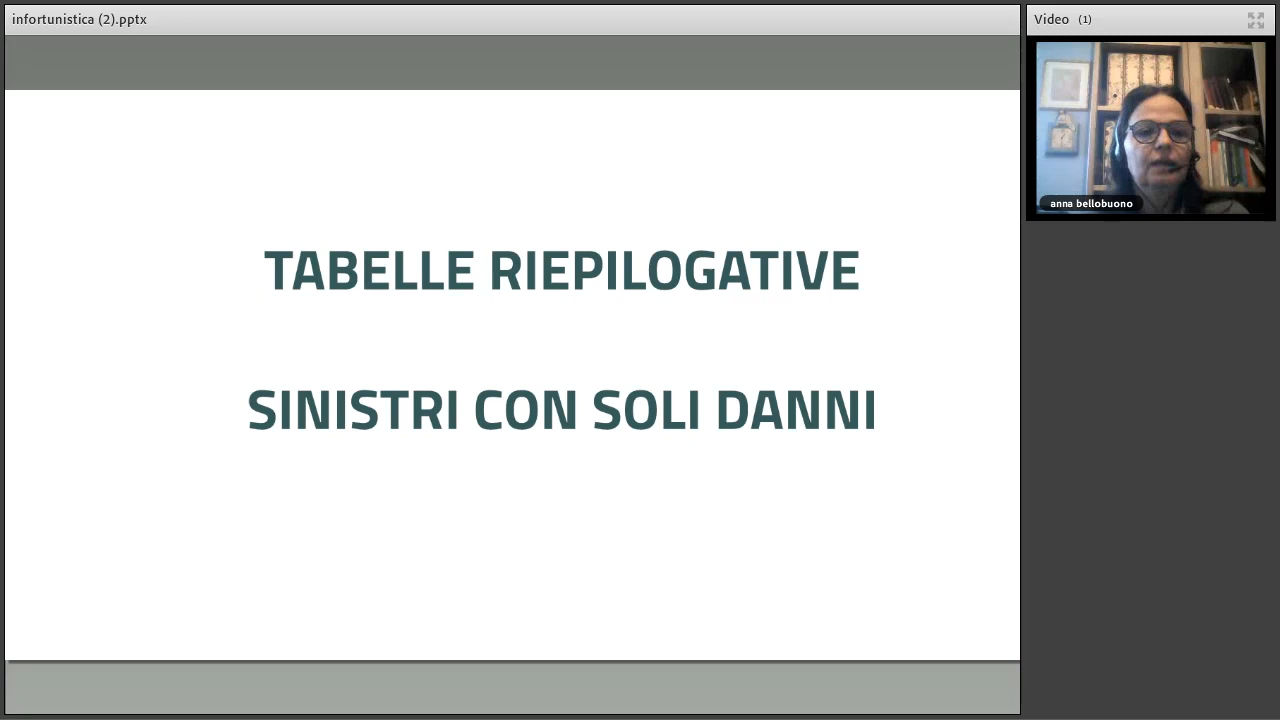 infortunistica (2).pptx
Video (1)
TABELLE RIEPILOGATIVE
SINISTRI CON SOLI DANNI
anna bellobuono